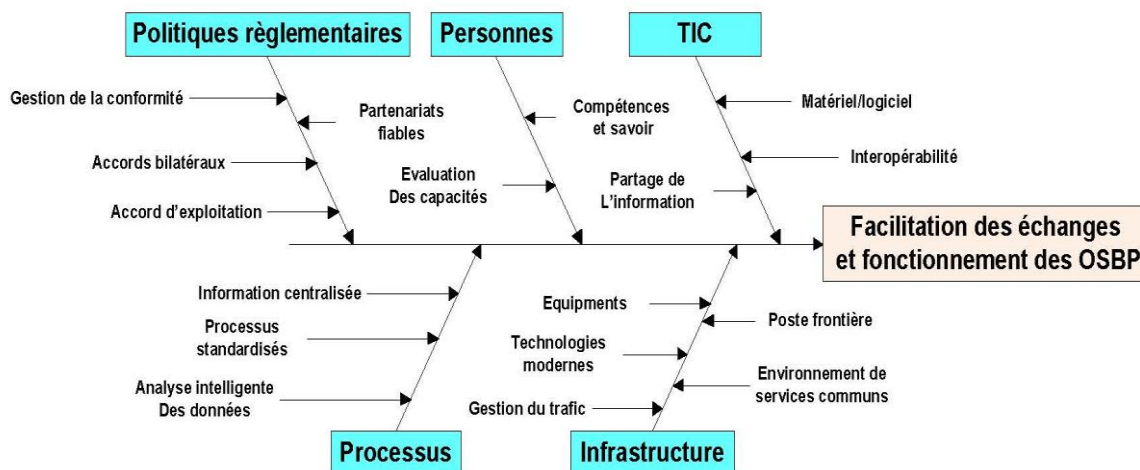 Politiques règlementaires
Personnes
TIC
Gestion de la conformité
Partenariats
fiables
Accords bilatéraux
Accord d'exploitation
Compétences
et savoir
Evaluation
Des capacités
Matériel/logiciel
Interopérabilité
Partage de
L'information
Facilitation des échanges
et fonctionnement des OSBP
Information centralisée
Processus
standardisés
Analyse intelligente
Des données
Equipments
Poste frontière
Technologies
modernes
Environnement de
services communs
Gestion du trafic
Processus
Infrastructure